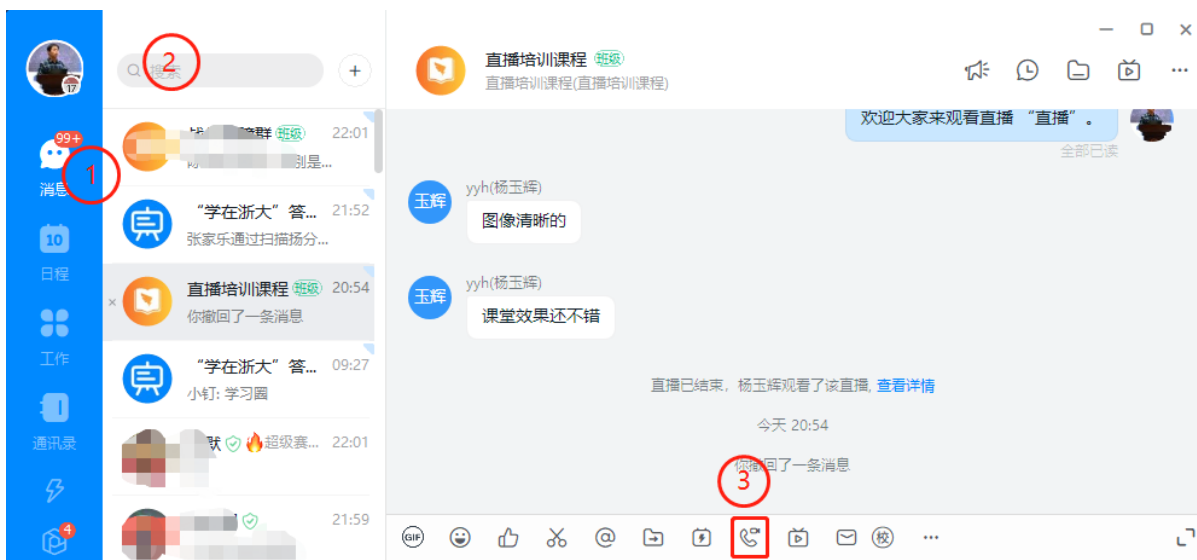 17
99+
消息
1
10
日程
工作
通讯录
4
搜索
2
+
群 班级 22:01
别是...
“学在浙大”答... 21:52
张家乐通过扫描扬分...
直播培训课程 班级 20:54
你撤回了一条消息
“学在浙大”答... 09:27
小钉: 学习圈
默 超级赛... 22:01
21:59
直播培训课程 班级
直播培训课程(直播培训课程)
欢迎大家来观看直播“直播”。
全部已读
玉辉
yyh(杨玉辉)
图像清晰的
玉辉
yyh(杨玉辉)
课堂效果还不错
直播已结束，杨玉辉观看了该直播, 查看详情
今天 20:54
你撤回了一条消息
3
GIF
@
校